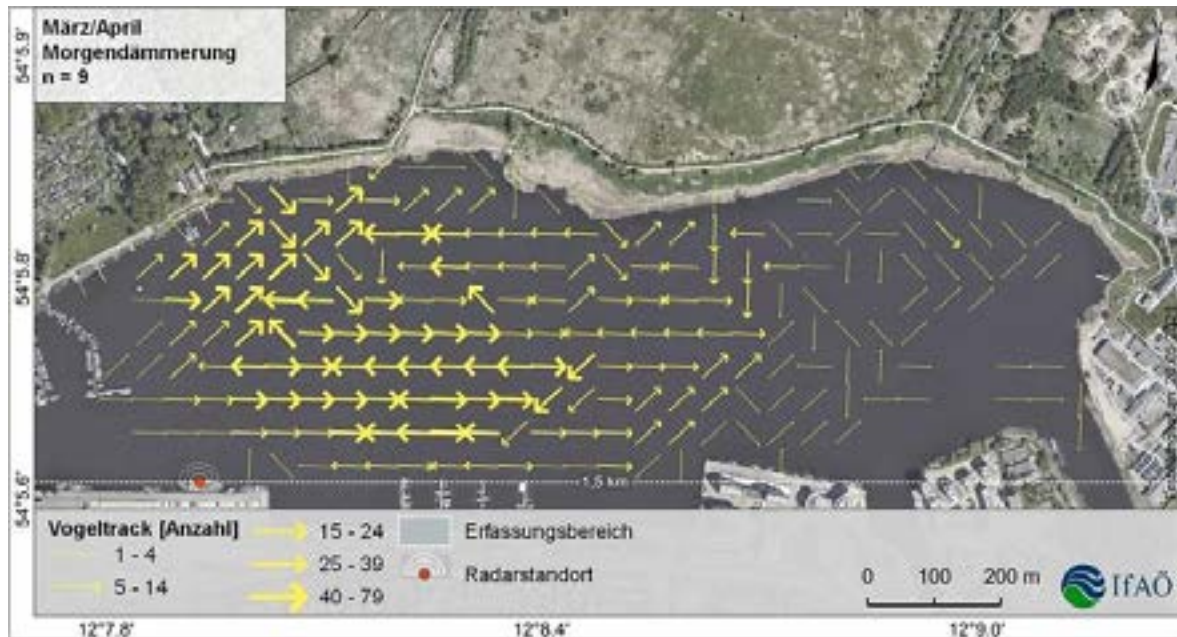 März/April
Morgendämmerung
n = 9
54°5.9'
54°5.8'
54°5.6'
1,5 km
Vogeltrack [Anzahl]
1 - 4
5 - 14
15 - 24
25 - 39
40 - 79
Erfassungsbereich
Radarstandort
0 100 200 m
IfAÖ
12°7.8' 12°8.4' 12°9.0'